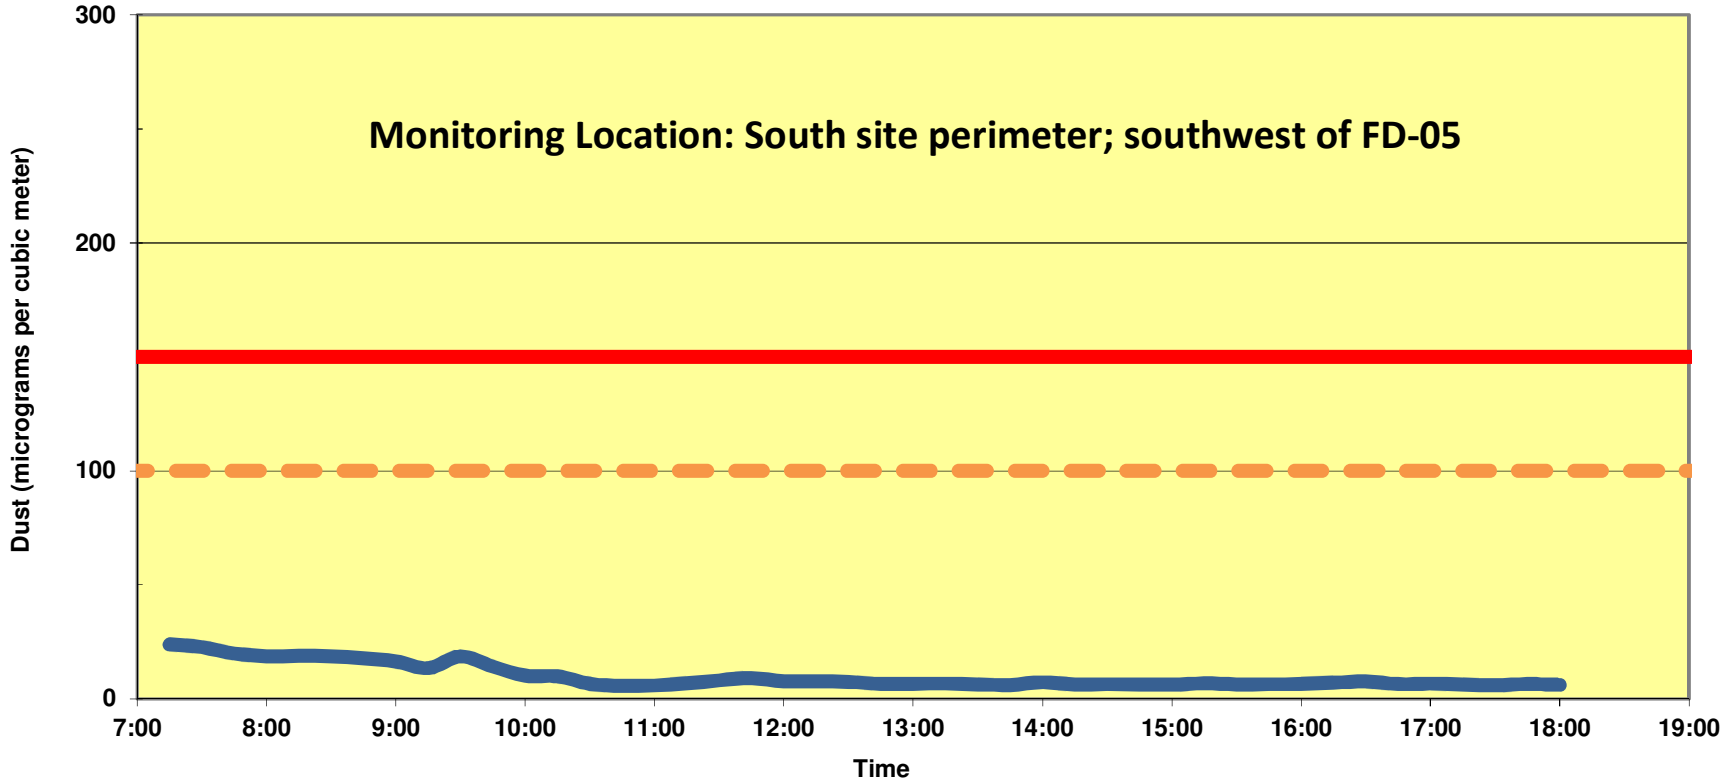 300
Monitoring Location: South site perimeter; southwest of FD-05
200
100
0
Dust (micrograms per cubic meter)
7:00 8:00 9:00 10:00 11:00 12:00 13:00 14:00 15:00 16:00 17:00 18:00 19:00
Time